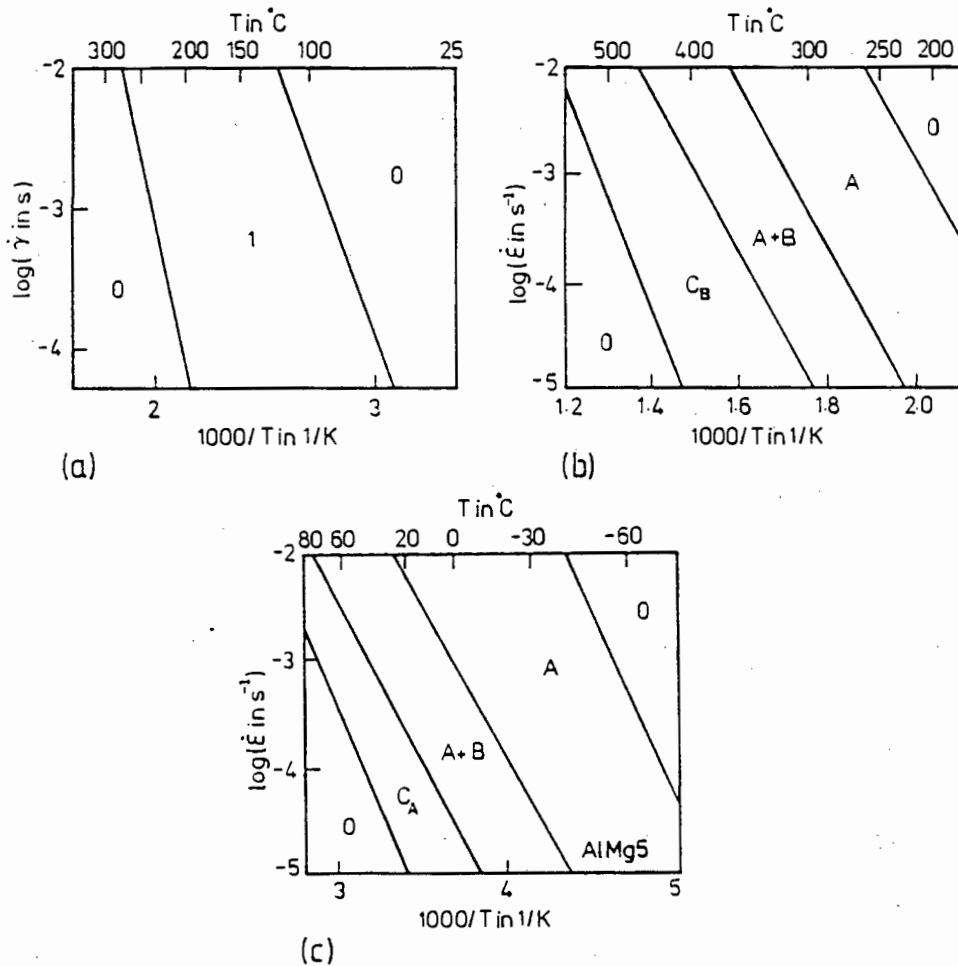 T in °C
300 200 150 100 25
-2
-3
-4
log(γ̇ in s)
0
1
0
2 3
1000/T in 1/K
(a)
T in °C
500 400 300 250 200
-2
-3
-4
-5
log(ε̇ in s⁻¹)
0
A
A+B
C_B
0
1.2 1.4 1.6 1.8 2.0
1000/T in 1/K
(b)
T in °C
80 60 20 0 -30 -60
-2
-3
-4
-5
log(ε̇ in s⁻¹)
0
A
A+B
C_A
0
AlMg5
3 4 5
1000/T in 1/K
(c)